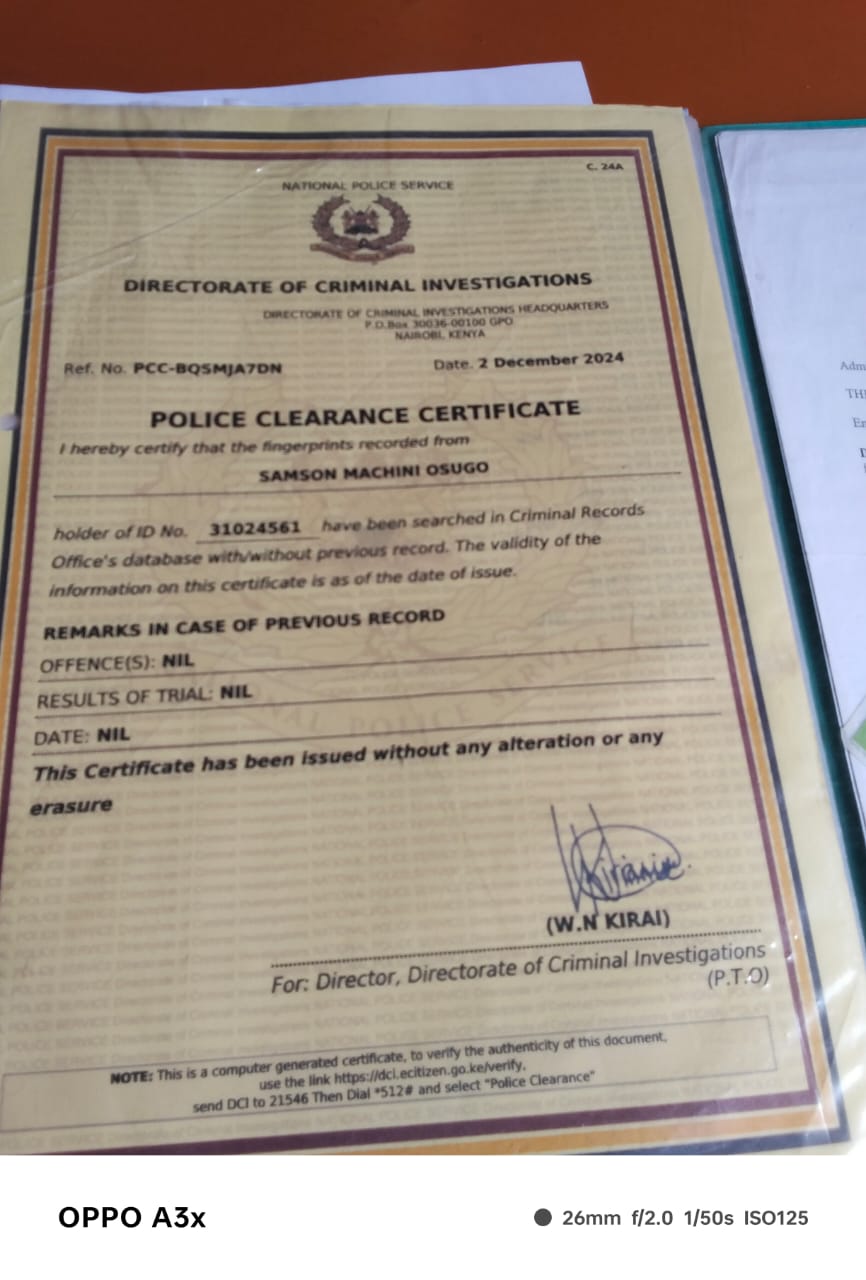 C. 24A
NATIONAL POLICE SERVICE
DIRECTORATE OF CRIMINAL INVESTIGATIONS
DIRECTORATE OF CRIMINAL INVESTIGATIONS HEADQUARTERS
P.O.Box 30036-00100 GPO
NAIROBI, KENYA
Ref. No. PCC-BQSMJA7DN
Date. 2 December 2024
POLICE CLEARANCE CERTIFICATE
I hereby certify that the fingerprints recorded from
SAMSON MACHINI OSUGO
holder of ID No. 31024561 have been searched in Criminal Records
Office's database with/without previous record. The validity of the
information on this certificate is as of the date of issue.
REMARKS IN CASE OF PREVIOUS RECORD
OFFENCE(S): NIL
RESULTS OF TRIAL: NIL
DATE: NIL
This Certificate has been issued without any alteration or any
erasure
(W.N KIRAI)
For: Director, Directorate of Criminal Investigations
(P.T.O)
NOTE: This is a computer generated certificate, to verify the authenticity of this document,
use the link https://dci.ecitizen.go.ke/verify,
send DCI to 21546 Then Dial *512# and select "Police Clearance"
OPPO A3x
26mm f/2.0 1/50s ISO125